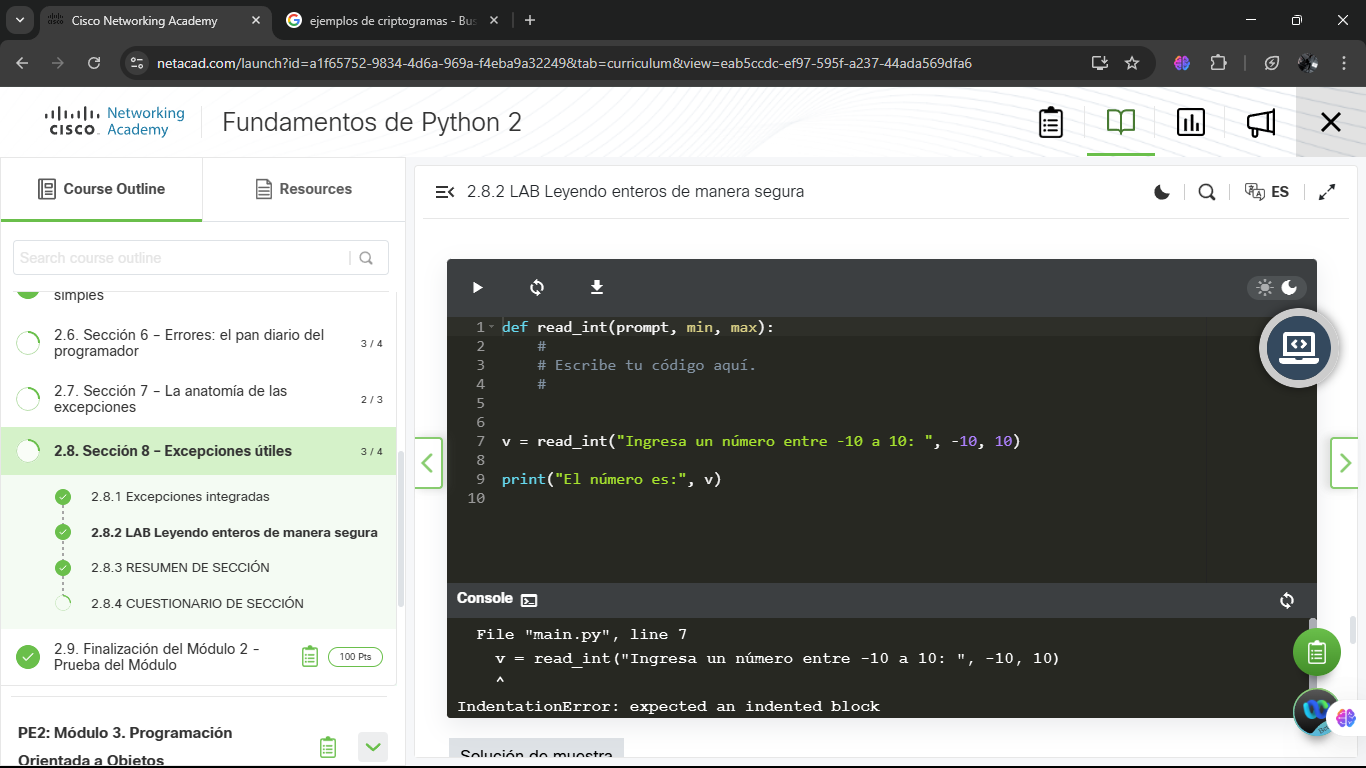 Cisco Networking Academy
ejemplos de criptogramas - Bus
netacad.com/launch?id=a1f65752-9834-4d6a-969a-f4eba9a32249&tab=curriculum&view=eab5ccdc-ef97-595f-a237-44ada569dfa6
CISCO Networking Academy
Fundamentos de Python 2
Course Outline
Resources
Search course outline
simples
2.6. Sección 6 – Errores: el pan diario del
programador
3 / 4
2.7. Sección 7 – La anatomía de las
excepciones
2 / 3
2.8. Sección 8 – Excepciones útiles
3 / 4
2.8.1 Excepciones integradas
2.8.2 LAB Leyendo enteros de manera segura
2.8.3 RESUMEN DE SECCIÓN
2.8.4 CUESTIONARIO DE SECCIÓN
2.9. Finalización del Módulo 2 -
Prueba del Módulo
100 Pts
PE2: Módulo 3. Programación
Orientada a Objetos
2.8.2 LAB Leyendo enteros de manera segura
ES
1 def read_int(prompt, min, max):
2     #
3     # Escribe tu código aquí.
4     #
5
6
7 v = read_int("Ingresa un número entre -10 a 10: ", -10, 10)
8
9 print("El número es:", v)
10
Console
File "main.py", line 7
v = read_int("Ingresa un número entre -10 a 10: ", -10, 10)
^
IndentationError: expected an indented block
Solución de muestra